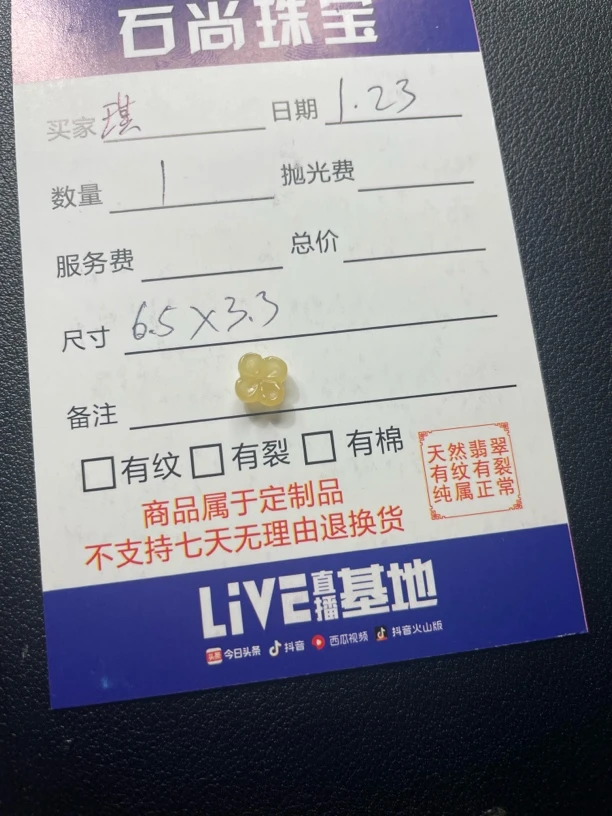 石尚珠宝
买家 琪 日期 1.23
数量 1 抛光费
服务费 总价
尺寸 6.5×3.3
备注
有纹 有裂 有棉
天然翡翠
有纹有裂
纯属正常
商品属于定制品
不支持七天无理由退换货
LiVE直播基地
头条 今日头条 抖音 西瓜视频 抖音火山版